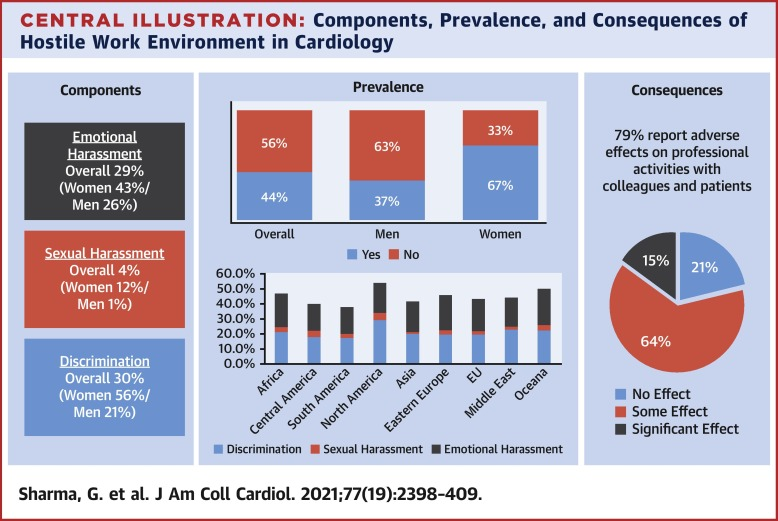 CENTRAL ILLUSTRATION: Components, Prevalence, and Consequences of
Hostile Work Environment in Cardiology
Components
Emotional
Harassment
Overall 29%
(Women 43%/
Men 26%)
Sexual Harassment
Overall 4%
(Women 12%/
Men 1%)
Discrimination
Overall 30%
(Women 56%/
Men 21%)
Prevalence
56%
44%
63%
37%
33%
67%
Overall
Men
Women
Yes
No
60.0%
50.0%
40.0%
30.0%
20.0%
10.0%
0.0%
Africa
Central America
South America
North America
Asia
Eastern Europe
EU
Middle East
Oceana
Discrimination
Sexual Harassment
Emotional Harassment
Consequences
79% report adverse
effects on professional
activities with
colleagues and patients
15%
21%
64%
No Effect
Some Effect
Significant Effect
Sharma, G. et al. J Am Coll Cardiol. 2021;77(19):2398–409.